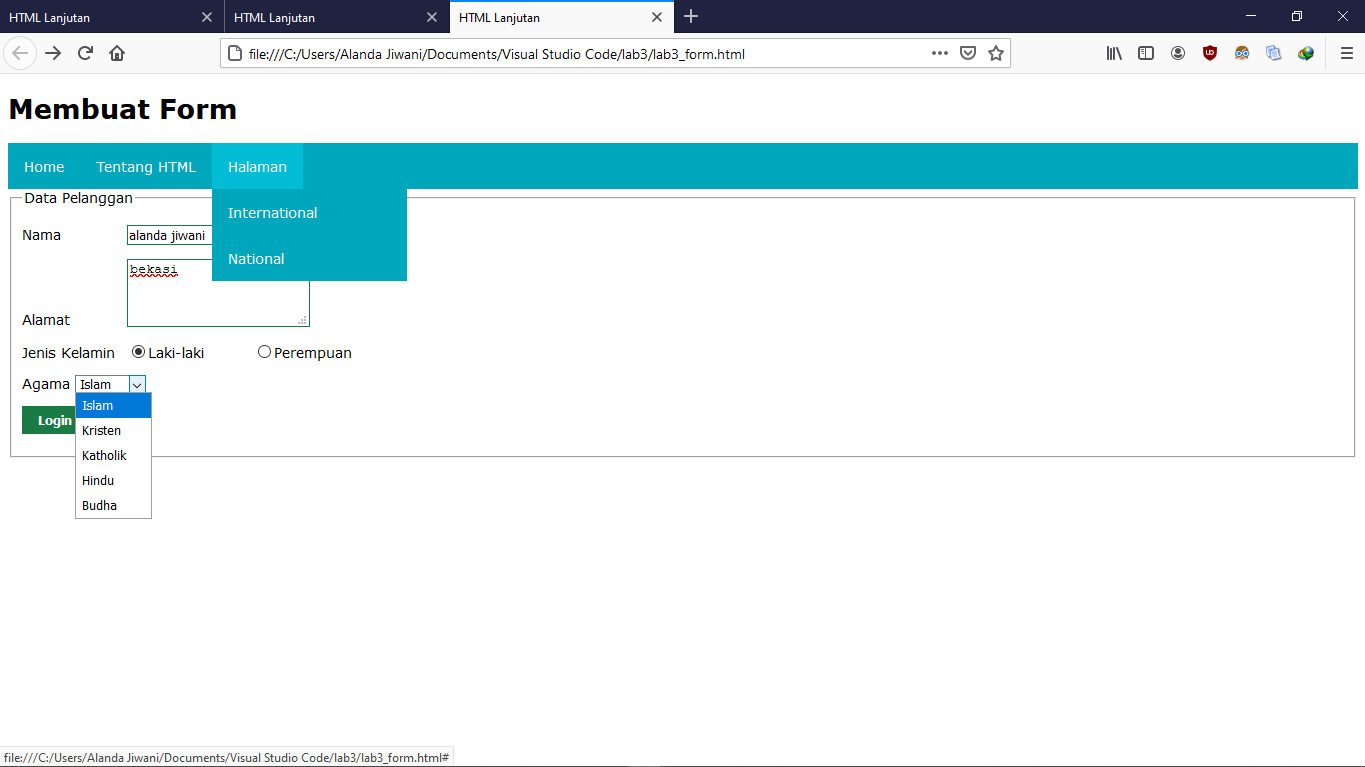 HTML Lanjutan
HTML Lanjutan
HTML Lanjutan
file:///C:/Users/Alanda Jiwani/Documents/Visual Studio Code/lab3/lab3_form.html
Membuat Form
Home Tentang HTML Halaman
International
National
Data Pelanggan
Nama alanda jiwani
bekasi
Alamat
Jenis Kelamin Laki-laki Perempuan
Agama Islam
Islam
Login
Kristen
Katholik
Hindu
Budha
file:///C:/Users/Alanda Jiwani/Documents/Visual Studio Code/lab3/lab3_form.html#